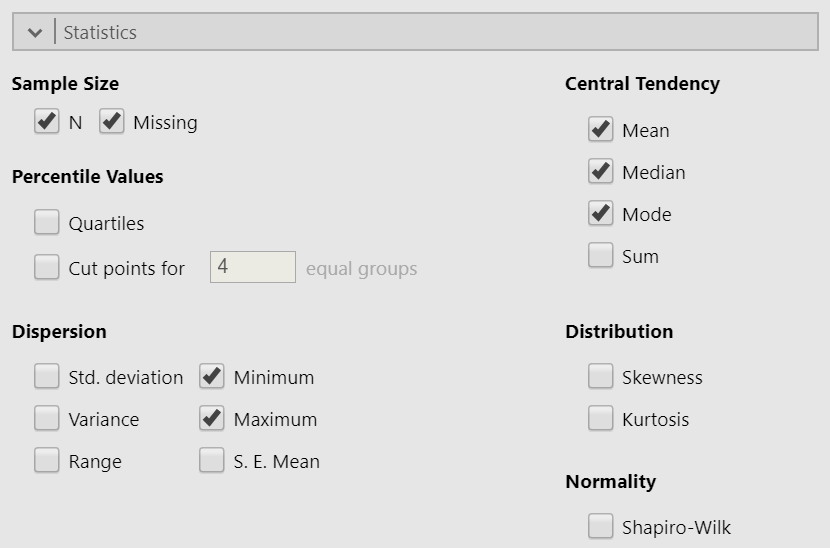 Statistics
Sample Size
N Missing
Percentile Values
Quartiles
Cut points for 4 equal groups
Central Tendency
Mean
Median
Mode
Sum
Dispersion
Std. deviation Minimum
Variance Maximum
Range S. E. Mean
Distribution
Skewness
Kurtosis
Normality
Shapiro-Wilk